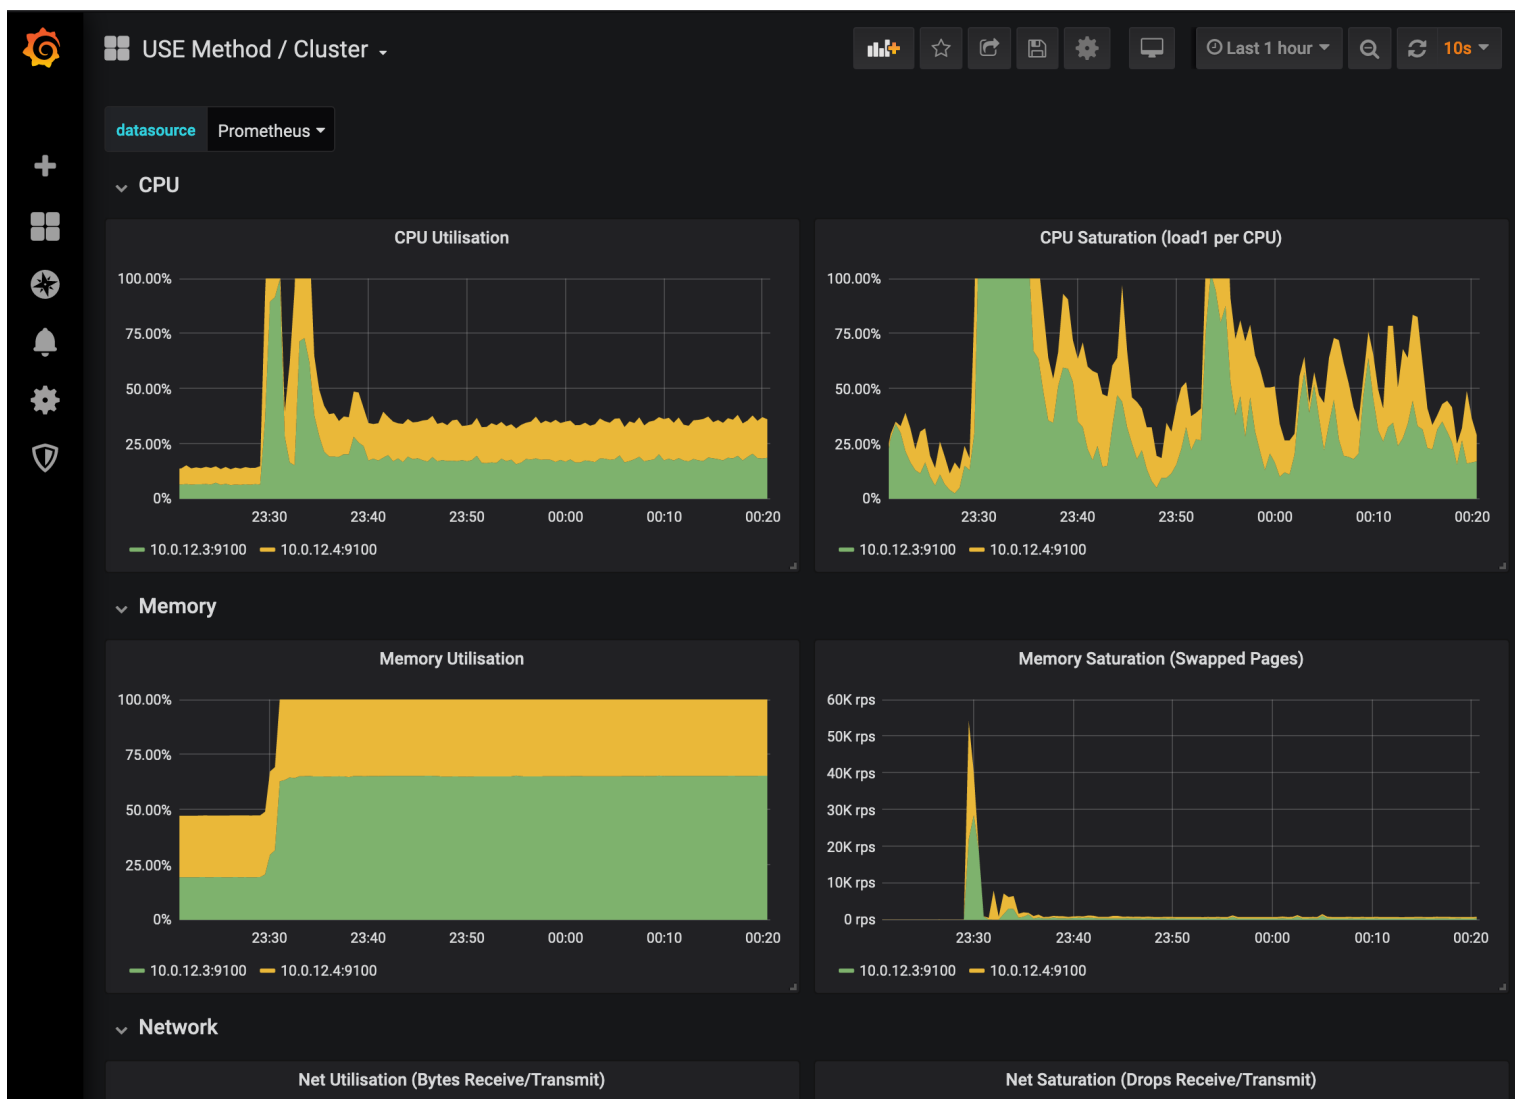 USE Method / Cluster
Last 1 hour
10s
datasource Prometheus
CPU
CPU Utilisation
100.00%
75.00%
50.00%
25.00%
0%
23:30 23:40 23:50 00:00 00:10 00:20
10.0.12.3:9100 10.0.12.4:9100
CPU Saturation (load1 per CPU)
100.00%
75.00%
50.00%
25.00%
0%
23:30 23:40 23:50 00:00 00:10 00:20
10.0.12.3:9100 10.0.12.4:9100
Memory
Memory Utilisation
100.00%
75.00%
50.00%
25.00%
0%
23:30 23:40 23:50 00:00 00:10 00:20
10.0.12.3:9100 10.0.12.4:9100
Memory Saturation (Swapped Pages)
60K rps
50K rps
40K rps
30K rps
20K rps
10K rps
0 rps
23:30 23:40 23:50 00:00 00:10 00:20
10.0.12.3:9100 10.0.12.4:9100
Network
Net Utilisation (Bytes Receive/Transmit)
Net Saturation (Drops Receive/Transmit)